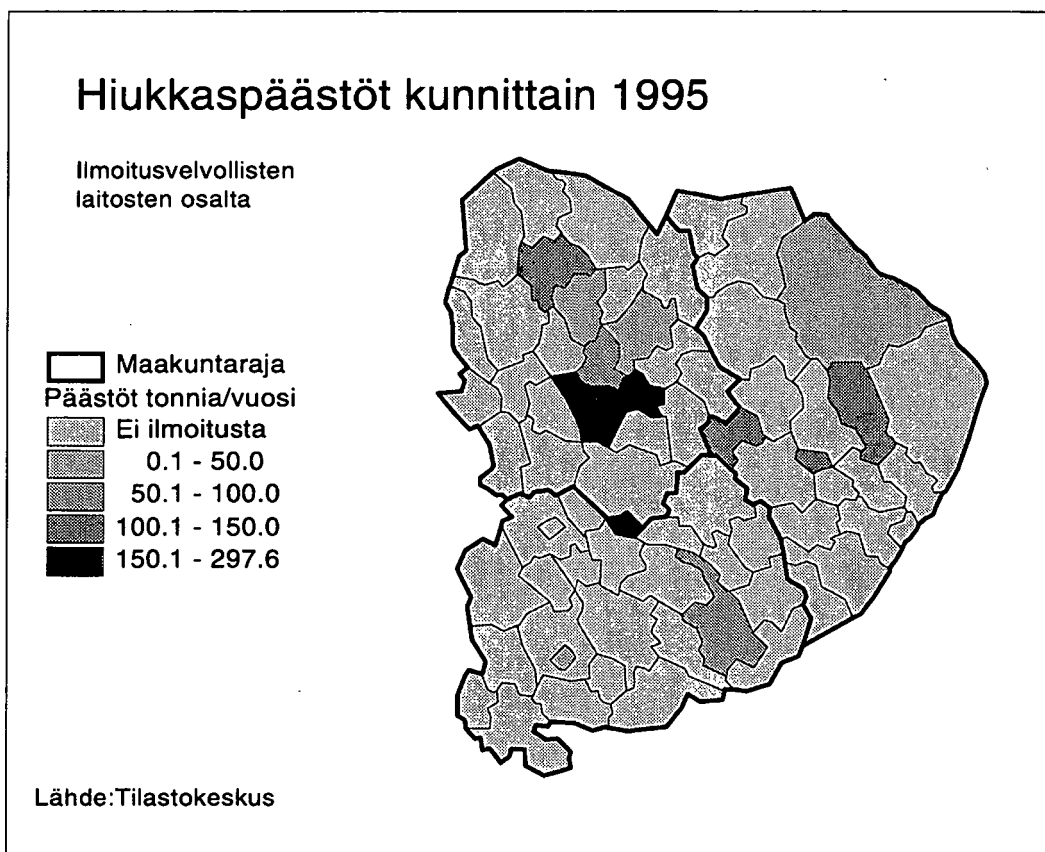 Hiukkaspäästöt kunnittain 1995
Ilmoitusvelvollisten
laitosten osalta
Maakuntaraja
Päästöt tonnia/vuosi
Ei ilmoitusta
0.1 - 50.0
50.1 - 100.0
100.1 - 150.0
150.1 - 297.6
Lähde:Tilastokeskus